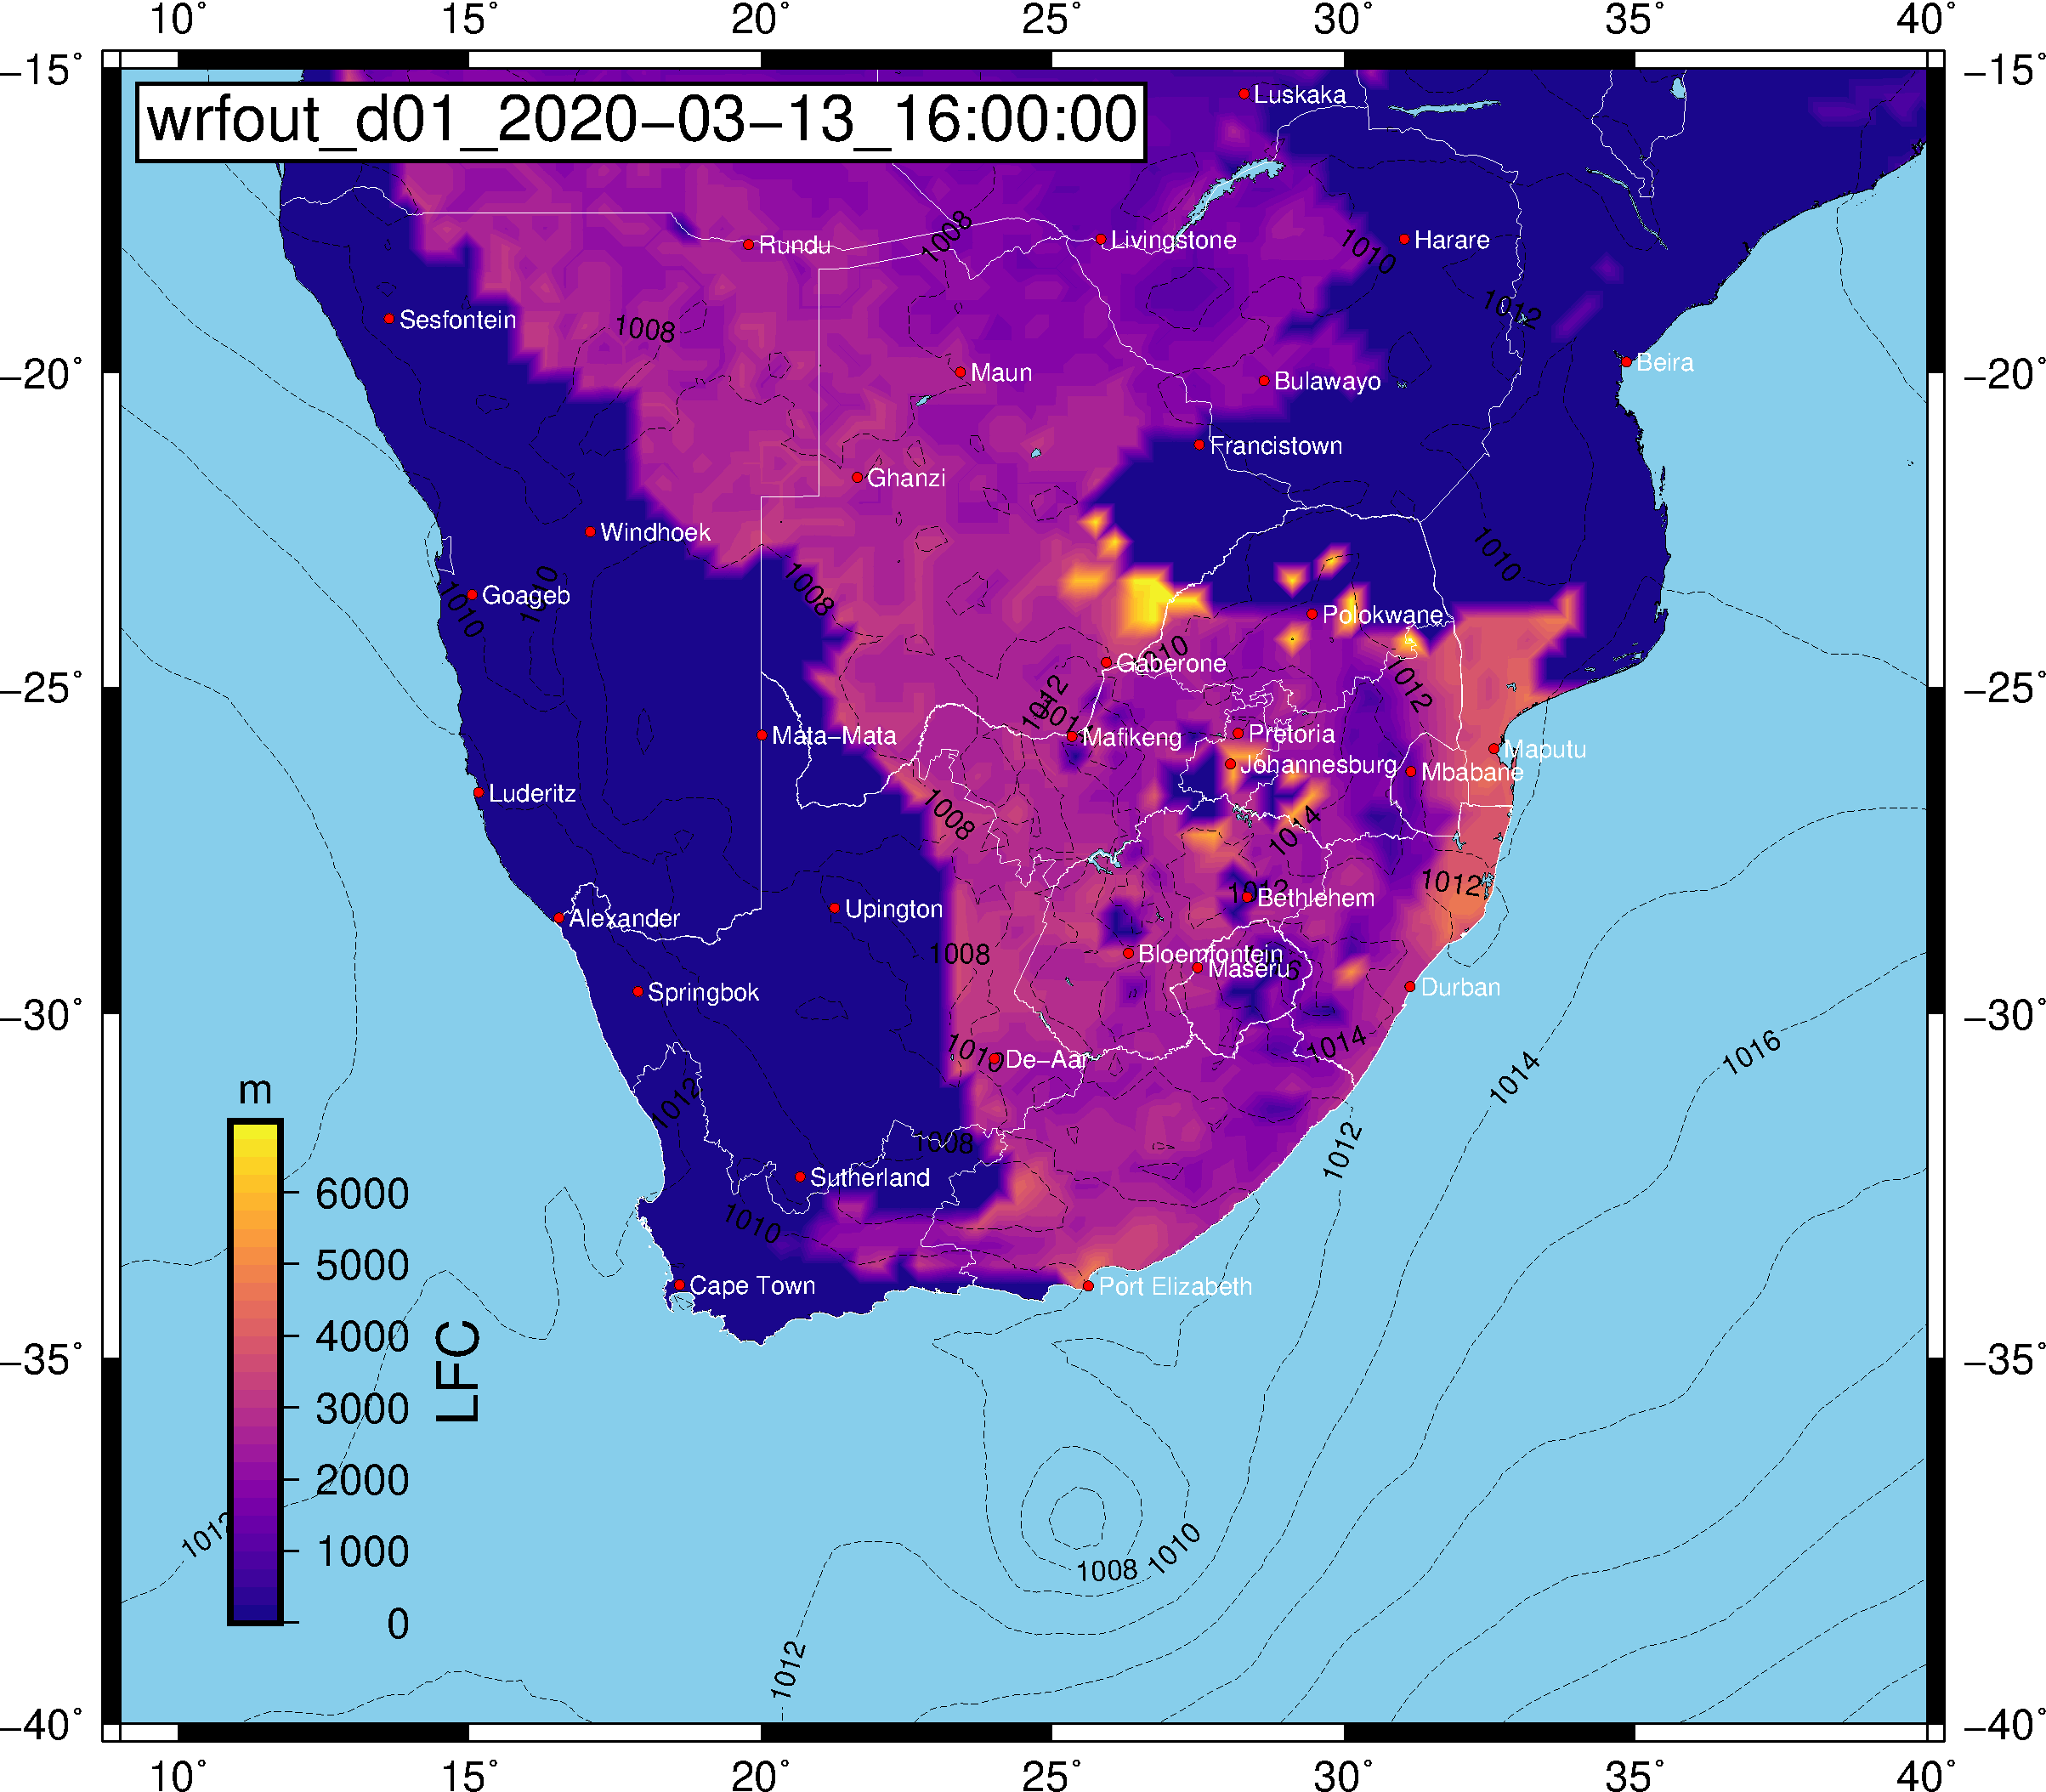 10° 15° 20° 25° 30° 35° 40°
−15° −15°
wrfout_d01_2020−03−13_16:00:00
Luskaka
1008
Rundu
Livingstone
1010
Harare
1012
Sesfontein
1008
Beira
−20° −20°
Maun
Bulawayo
Francistown
Ghanzi
Windhoek
1010
1008
1010
1010
Goageb
Polokwane
Gaberone
1010
1012
1012
−25° −25°
Mata−Mata
Mafikeng
Pretoria
Maputu
Johannesburg
Mbabane
Luderitz
1008
1014
1012
1012
Bethlehem
Alexander
Upington
1008
Bloemfontein
Maseru
Springbok
Durban
−30° −30°
1010
De−Aar
1014
1014
1016
m
1012
1008
1012
Sutherland
6000
1010
5000
Cape Town
Port Elizabeth
4000
−35° −35°
LFC
3000
2000
1012
1010
1000
1008
0
1012
−40° −40°
10° 15° 20° 25° 30° 35° 40°